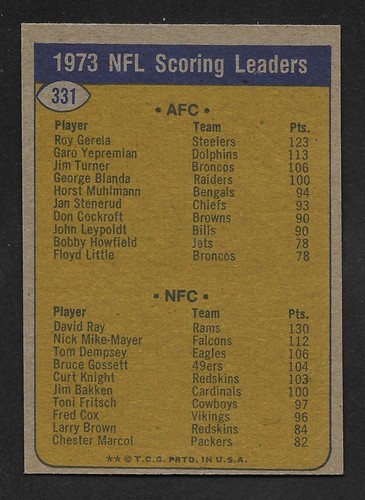 1973 NFL Scoring Leaders
331
• AFC •
Player Team Pts.
Roy Gerela Steelers 123
Garo Yepremian Dolphins 113
Jim Turner Broncos 106
George Blanda Raiders 100
Horst Muhlmann Bengals 94
Jan Stenerud Chiefs 93
Don Cockroft Browns 90
John Leypoldt Bills 90
Bobby Howfield Jats 78
Floyd Little Broncos 78
• NFC •
Player Team Pts.
David Ray Rams 130
Nick Mike-Mayer Falcons 112
Tom Dempsey Eagles 106
Bruce Gossett 49ers 104
Curt Knight Redskins 103
Jim Bakken Cardinals 100
Toni Fritsch Cowboys 97
Fred Cox Vikings 96
Larry Brown Redskins 84
Chester Marcol Packers 82
** © T.C.G. PRTD. IN U.S.A.